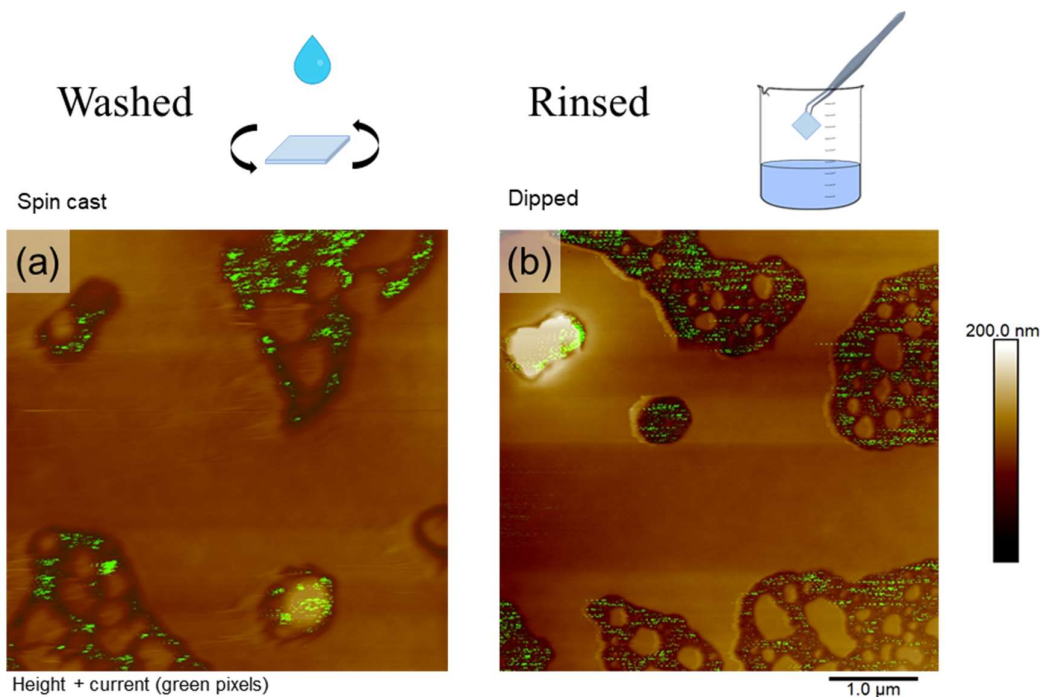 Washed
Rinsed
Spin cast
Dipped
(a)
(b)
200.0 nm
Height + current (green pixels)
1.0 µm